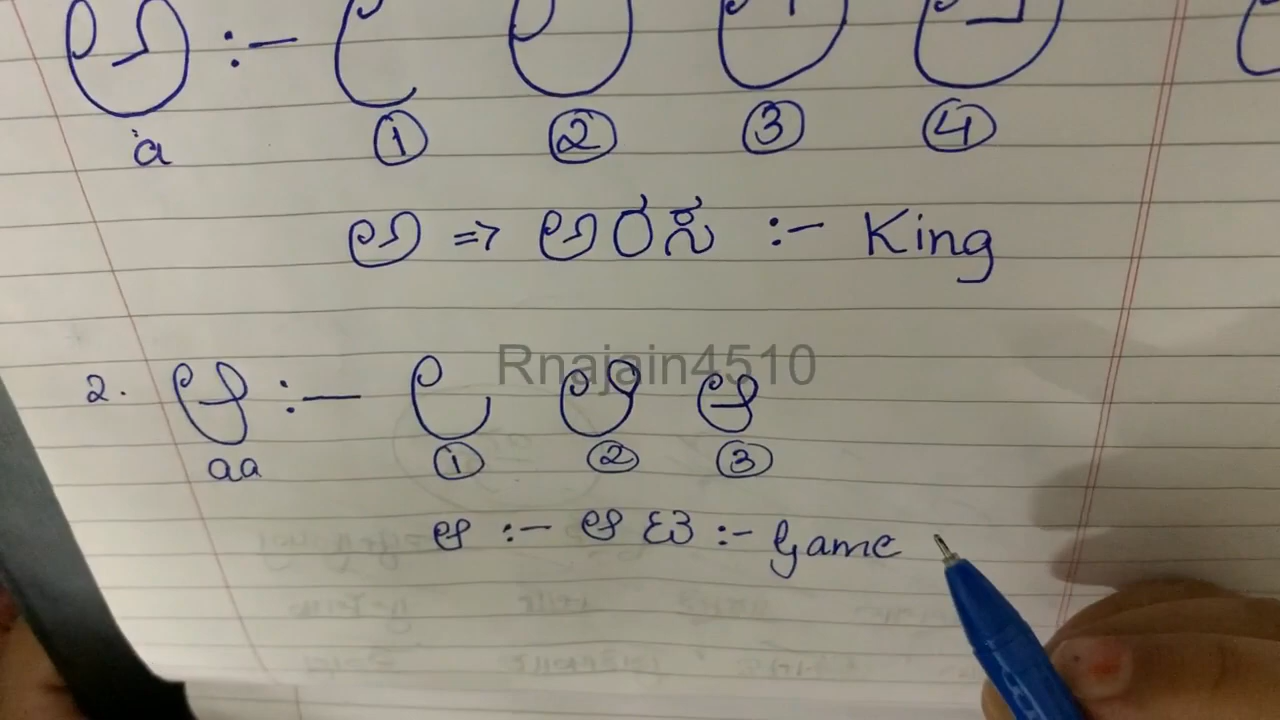 ಅ :-
a ① ② ③ ④
ಅ => ಅರಸ :- King
Rnajain4510
2. ಆ :- ಆ
aa ① ② ③
ಆ :- ಆಟ :- Game